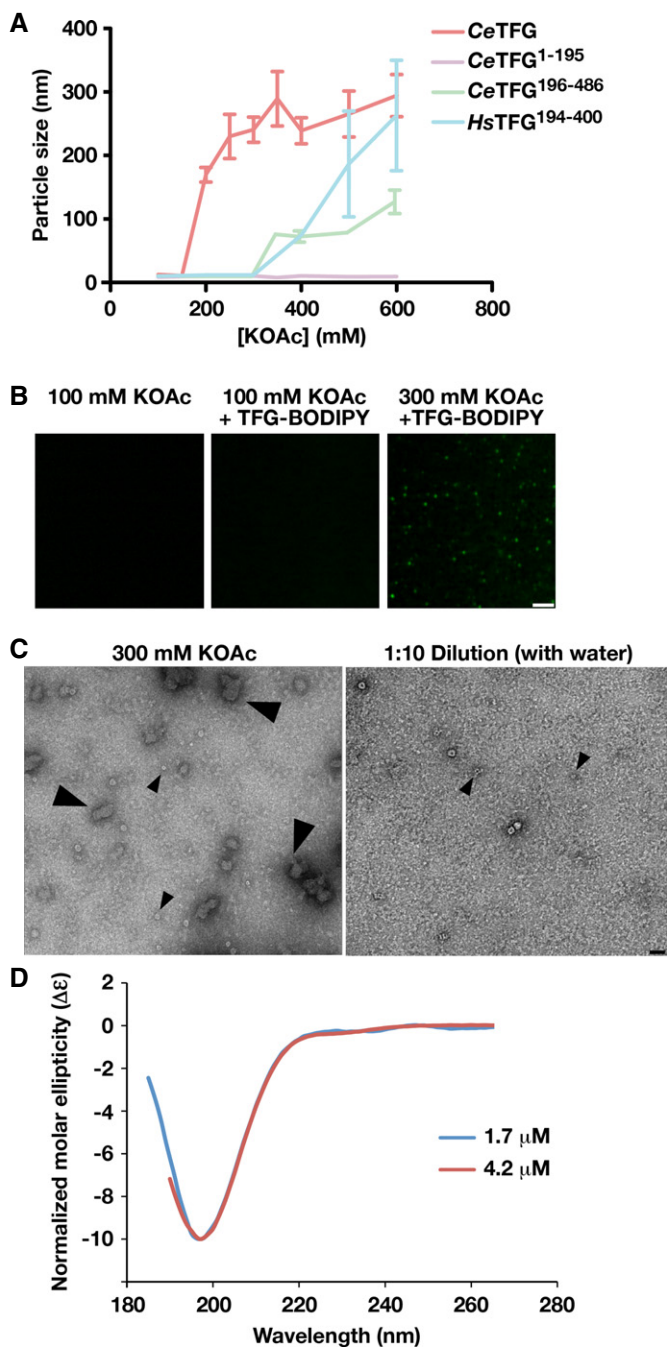 A
400
300
200
100
0
Particle size (nm)
0 200 400 600 800
[KOAc] (mM)
CeTFG
CeTFG¹⁻¹⁹⁵
CeTFG¹⁹⁶⁻⁴⁸⁶
HsTFG¹⁹⁴⁻⁴⁰⁰
B
100 mM KOAc
100 mM KOAc
+ TFG-BODIPY
300 mM KOAc
+TFG-BODIPY
C
300 mM KOAc
1:10 Dilution (with water)
D
2
0
-2
-4
-6
-8
-10
Normalized molar ellipticity (Δε)
180 200 220 240 260 280
Wavelength (nm)
1.7 μM
4.2 μM